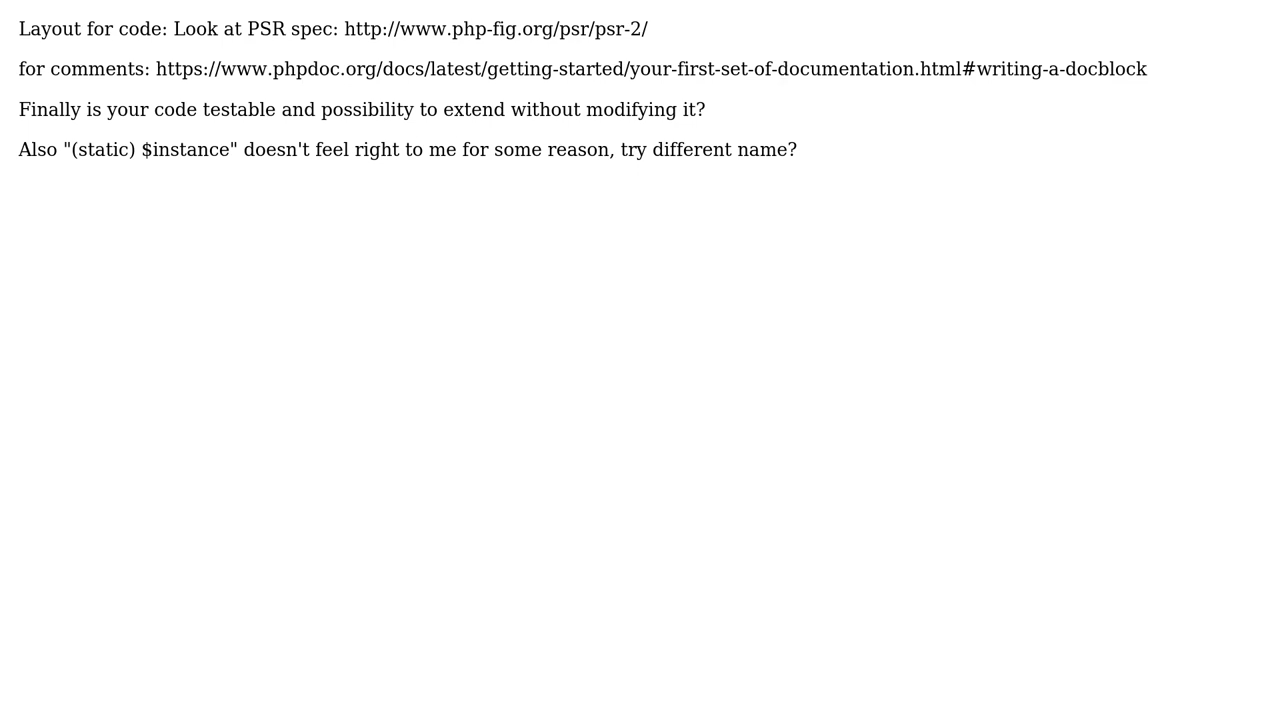 Layout for code: Look at PSR spec: http://www.php-fig.org/psr/psr-2/
for comments: https://www.phpdoc.org/docs/latest/getting-started/your-first-set-of-documentation.html#writing-a-docblock
Finally is your code testable and possibility to extend without modifying it?
Also "(static) $instance" doesn't feel right to me for some reason, try different name?